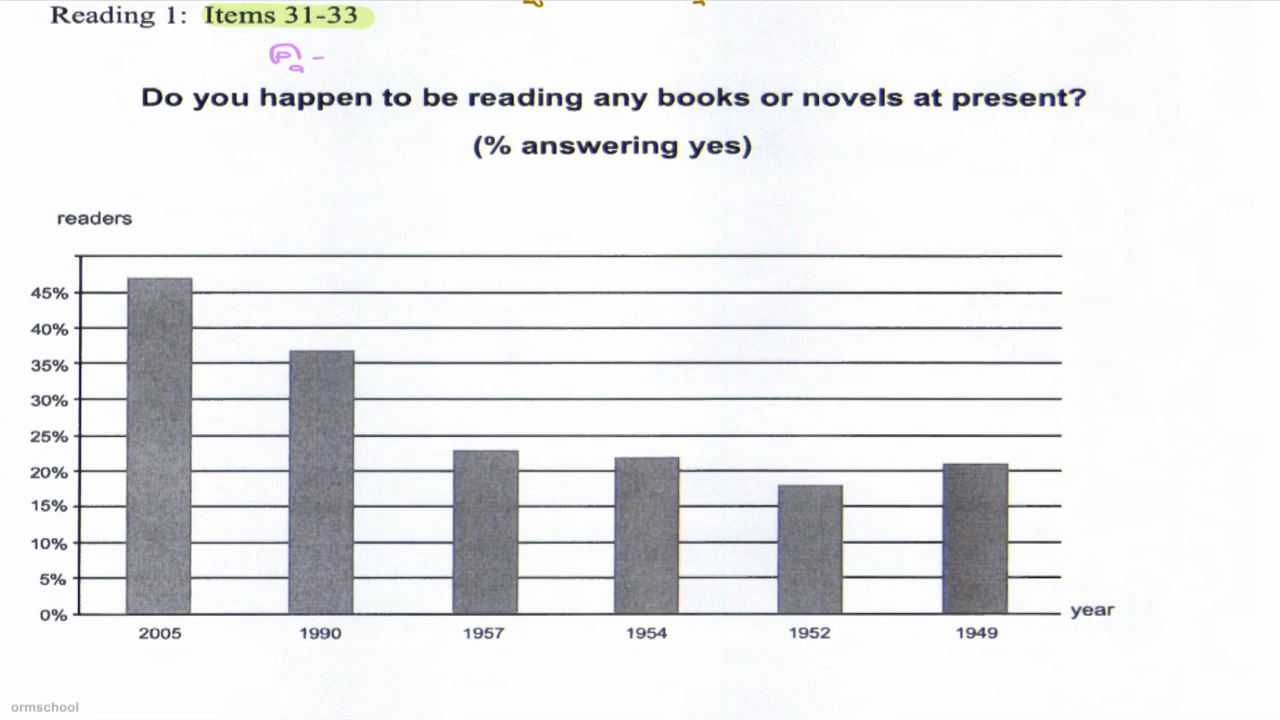 Reading 1: Items 31-33
Do you happen to be reading any books or novels at present?
(% answering yes)
readers
45%
40%
35%
30%
25%
20%
15%
10%
5%
0%
year
2005 1990 1957 1954 1952 1949
ormschool